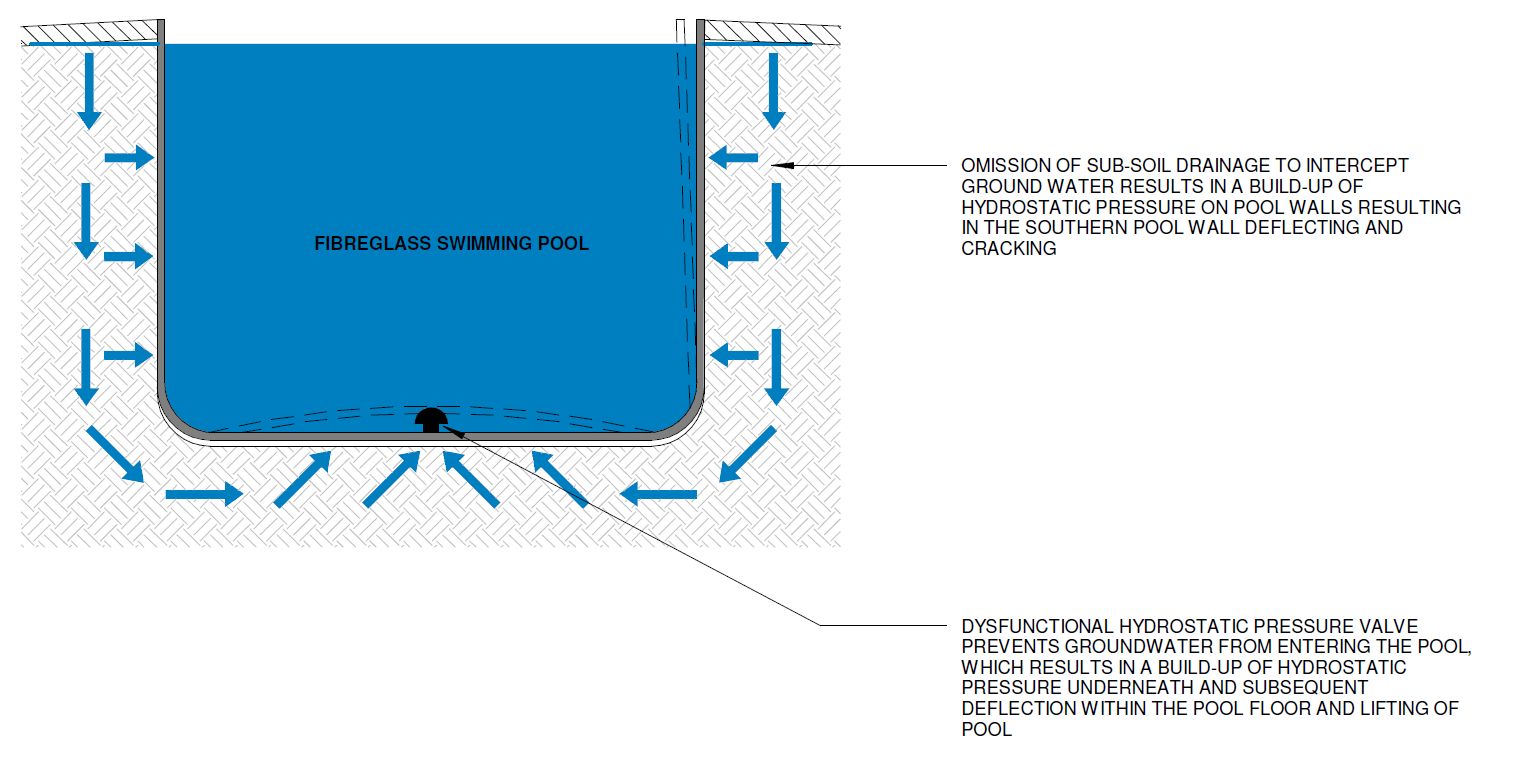 OMISSION OF SUB-SOIL DRAINAGE TO INTERCEPT
GROUND WATER RESULTS IN A BUILD-UP OF
HYDROSTATIC PRESSURE ON POOL WALLS RESULTING
IN THE SOUTHERN POOL WALL DEFLECTING AND
CRACKING
FIBREGLASS SWIMMING POOL
DYSFUNCTIONAL HYDROSTATIC PRESSURE VALVE
PREVENTS GROUNDWATER FROM ENTERING THE POOL,
WHICH RESULTS IN A BUILD-UP OF HYDROSTATIC
PRESSURE UNDERNEATH AND SUBSEQUENT
DEFLECTION WITHIN THE POOL FLOOR AND LIFTING OF
POOL